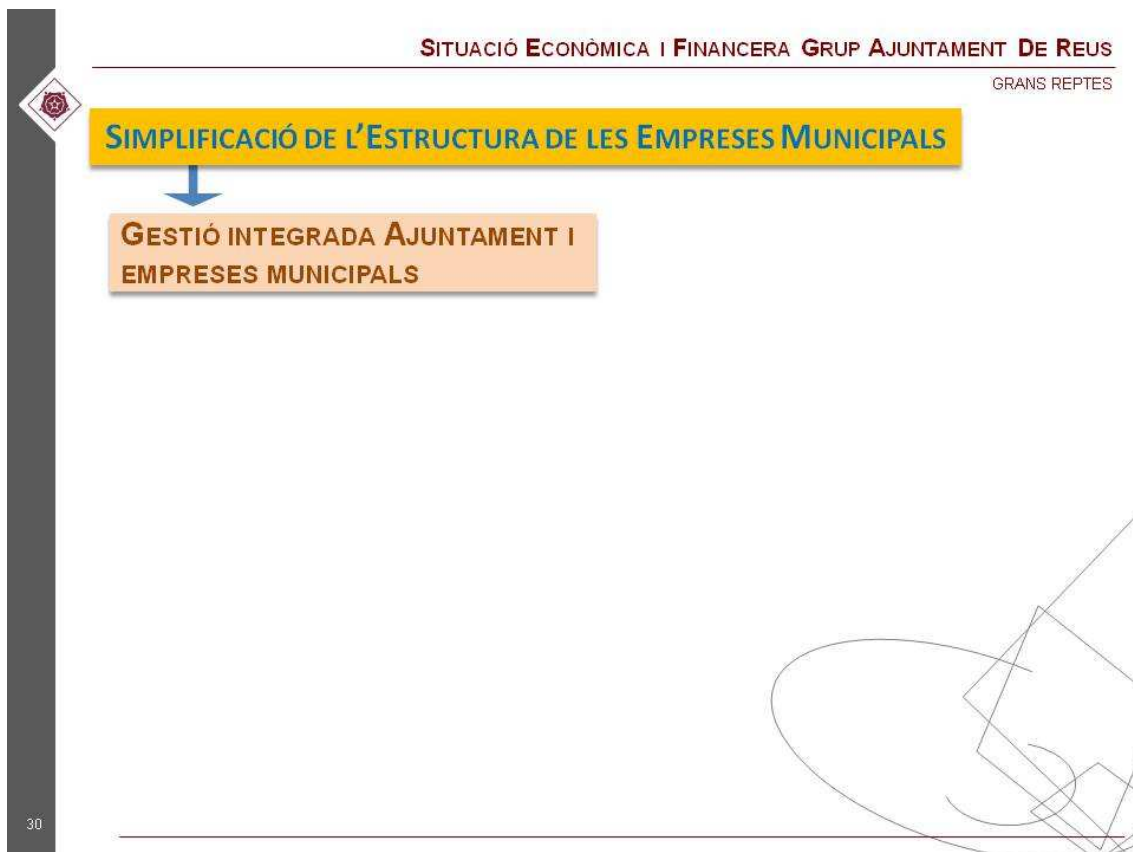 SITUACIÓ ECONÒMICA I FINANCERA GRUP AJUNTAMENT DE REUS
GRANS REPTES
SIMPLIFICACIÓ DE L'ESTRUCTURA DE LES EMPRESES MUNICIPALS
GESTIÓ INTEGRADA AJUNTAMENT I
EMPRESES MUNICIPALS
30